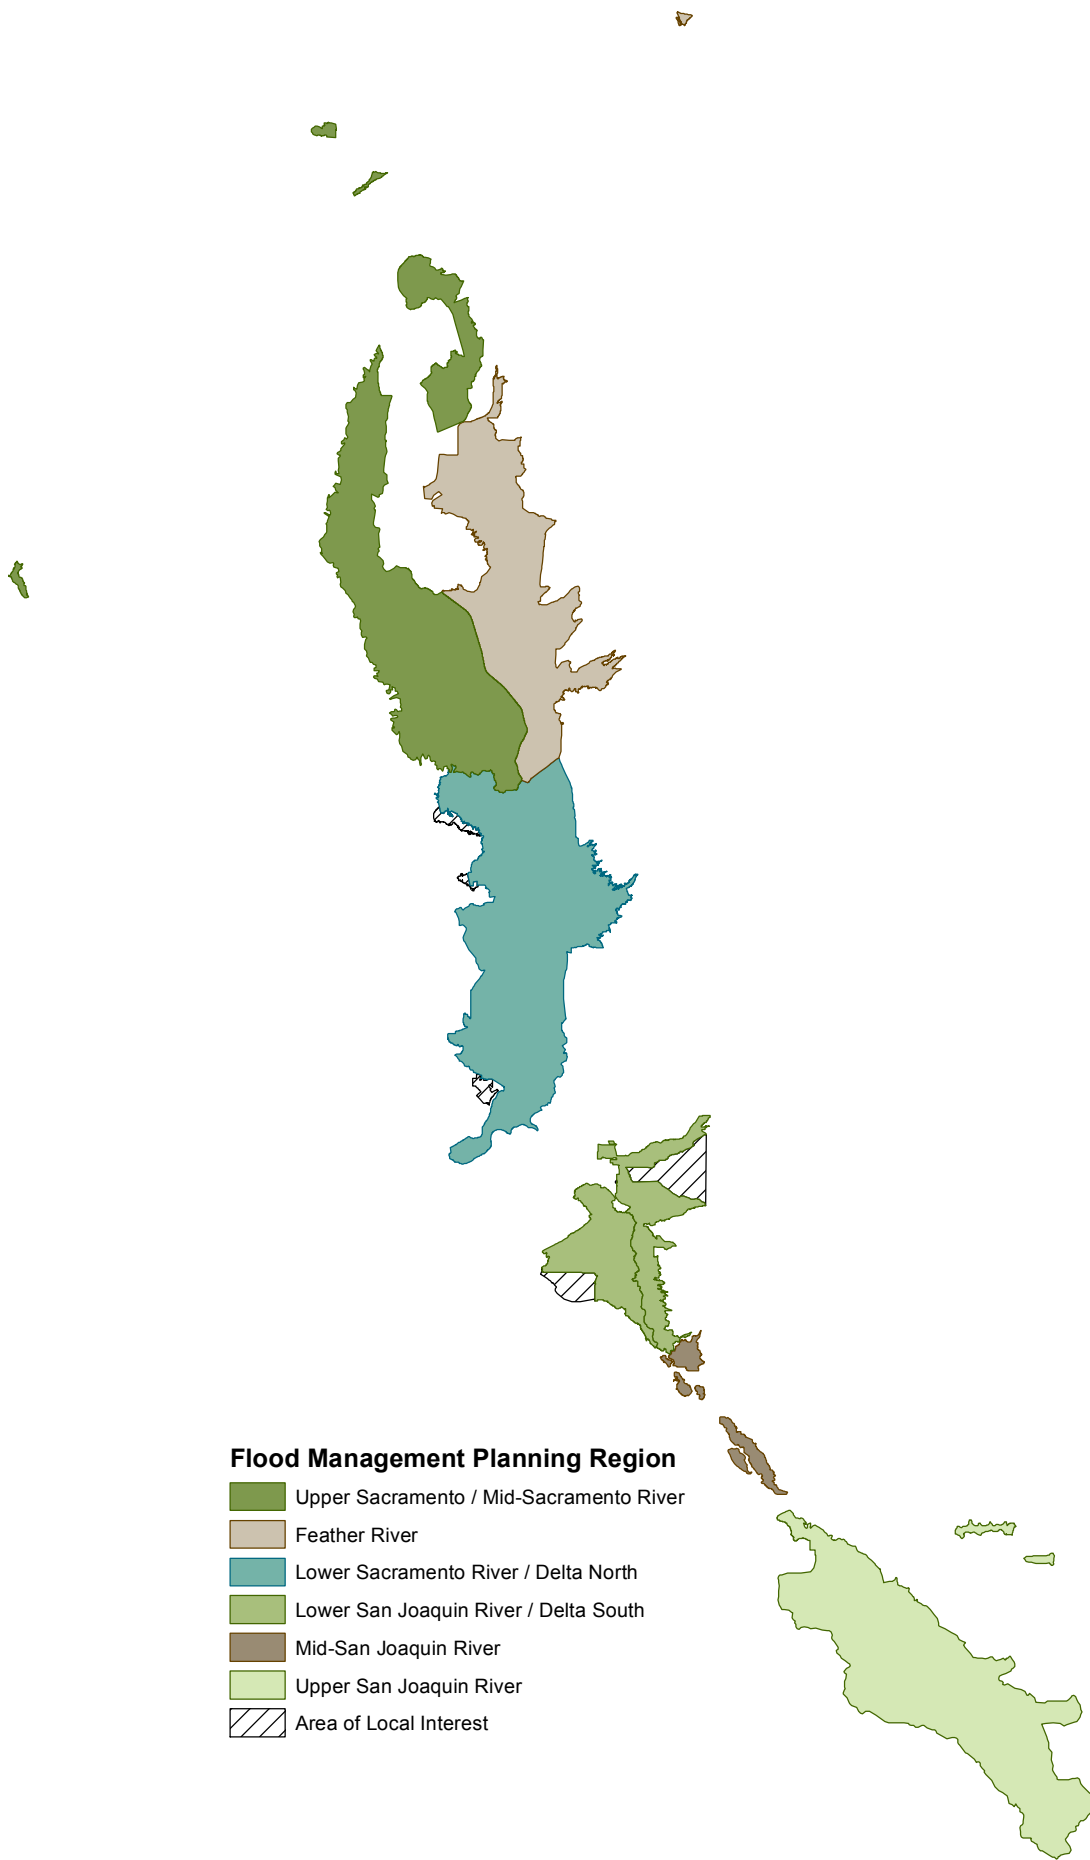 Flood Management Planning Region
Upper Sacramento / Mid-Sacramento River
Feather River
Lower Sacramento River / Delta North
Lower San Joaquin River / Delta South
Mid-San Joaquin River
Upper San Joaquin River
Area of Local Interest